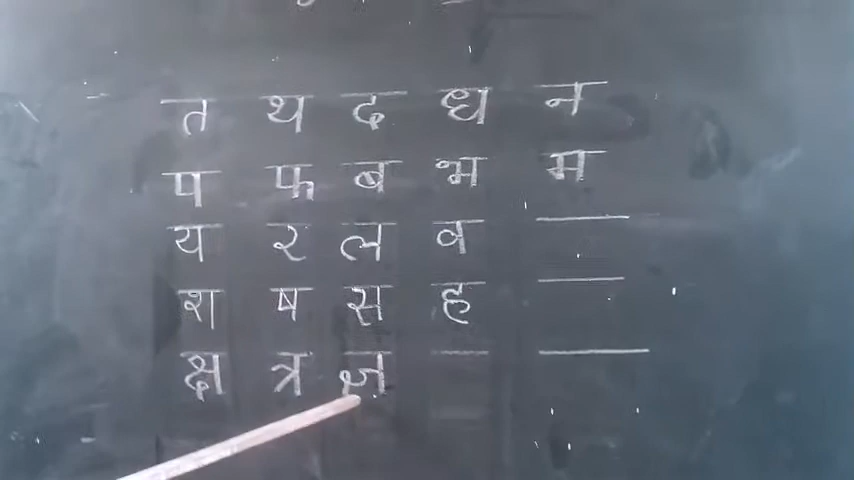 त थ द ध न
प फ ब भ म
य र ल व
श ष स ह
क्ष त्र ज्ञ